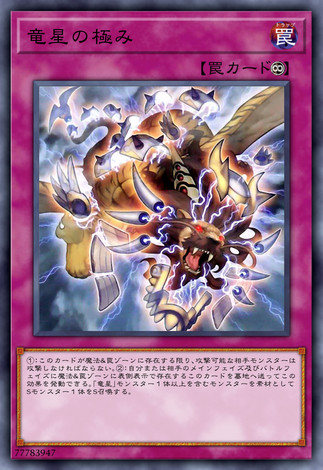 竜星の極み
トラップ
罠
【罠カード】
①:このカードが魔法&罠ゾーンに存在する限り、攻撃可能な相手モンスターは
攻撃しなければならない。②:自分または相手のメインフェイズ及びバトルフ
ェイズに魔法&罠ゾーンに表側表示で存在するこのカードを墓地へ送ってこの
効果を発動できる。「竜星」モンスター1体以上を含むモンスターを素材として
Sモンスター1体をS召喚する。
77783947